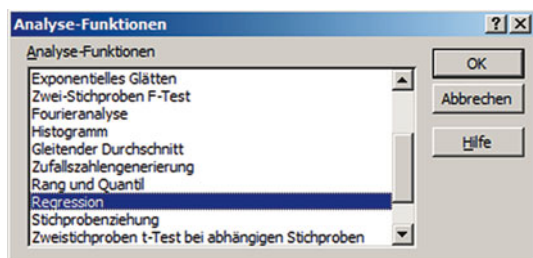 Analyse-Funktionen
Analyse-Funktionen
Exponentielles Glätten
Zwei-Stichproben F-Test
Fourieranalyse
Histogramm
Gleitender Durchschnitt
Zufallszahlengenerierung
Rang und Quantil
Regression
Stichprobenziehung
Zweistichproben t-Test bei abhängigen Stichproben
OK
Abbrechen
Hilfe